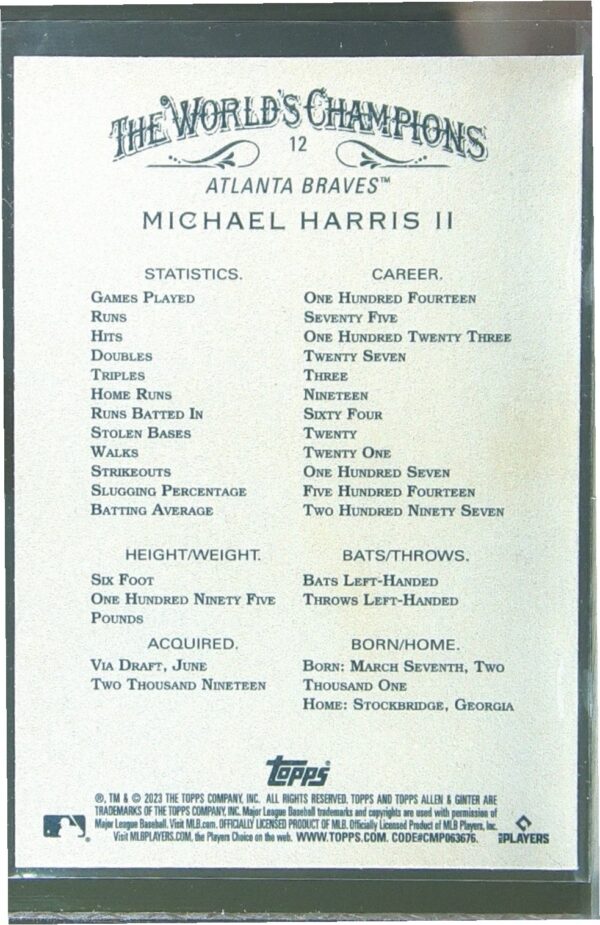 THE WORLD'S CHAMPIONS
12
ATLANTA BRAVES™
MICHAEL HARRIS II
STATISTICS. CAREER.
GAMES PLAYED ONE HUNDRED FOURTEEN
RUNS SEVENTY FIVE
HITS ONE HUNDRED TWENTY THREE
DOUBLES TWENTY SEVEN
TRIPLES THREE
HOME RUNS NINETEEN
RUNS BATTED IN SIXTY FOUR
STOLEN BASES TWENTY
WALKS TWENTY ONE
STRIKEOUTS ONE HUNDRED SEVEN
SLUGGING PERCENTAGE FIVE HUNDRED FOURTEEN
BATTING AVERAGE TWO HUNDRED NINETY SEVEN
HEIGHT/WEIGHT. BATS/THROWS.
SIX FOOT BATS LEFT-HANDED
ONE HUNDRED NINETY FIVE THROWS LEFT-HANDED
POUNDS
ACQUIRED. BORN/HOME.
VIA DRAFT, JUNE BORN: MARCH SEVENTH, TWO
TWO THOUSAND NINETEEN THOUSAND ONE
HOME: STOCKBRIDGE, GEORGIA
topps®
®, TM & © 2023 THE TOPPS COMPANY, INC. ALL RIGHTS RESERVED. TOPPS AND TOPPS ALLEN & GINTER ARE
TRADEMARKS OF THE TOPPS COMPANY, INC. Major League Baseball trademarks and copyrights are used with permission of
Major League Baseball. Visit MLB.com. OFFICIALLY LICENSED PRODUCT OF MLB. Officially Licensed Product of MLB Players, Inc.
Visit MLBPLAYERS.COM, the Players Choice on the web. WWW.TOPPS.COM. CODE#CMP063676.
MLB PLAYERS